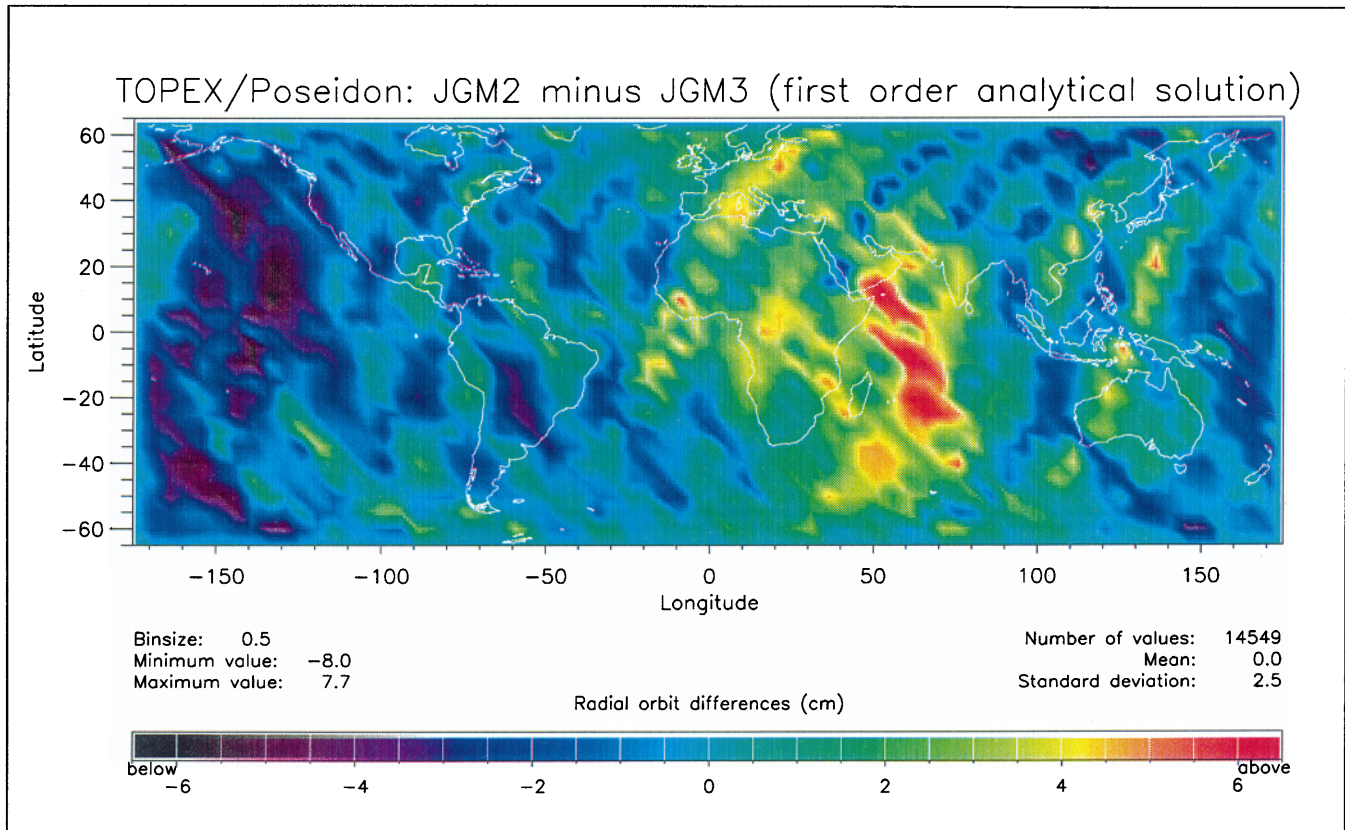 TOPEX/Poseidon: JGM2 minus JGM3 (first order analytical solution)
60
40
20
0
−20
−40
−60
Latitude
−150 −100 −50 0 50 100 150
Longitude
Binsize: 0.5
Minimum value: −8.0
Maximum value: 7.7
Number of values: 14549
Mean: 0.0
Standard deviation: 2.5
Radial orbit differences (cm)
below above
−6 −4 −2 0 2 4 6